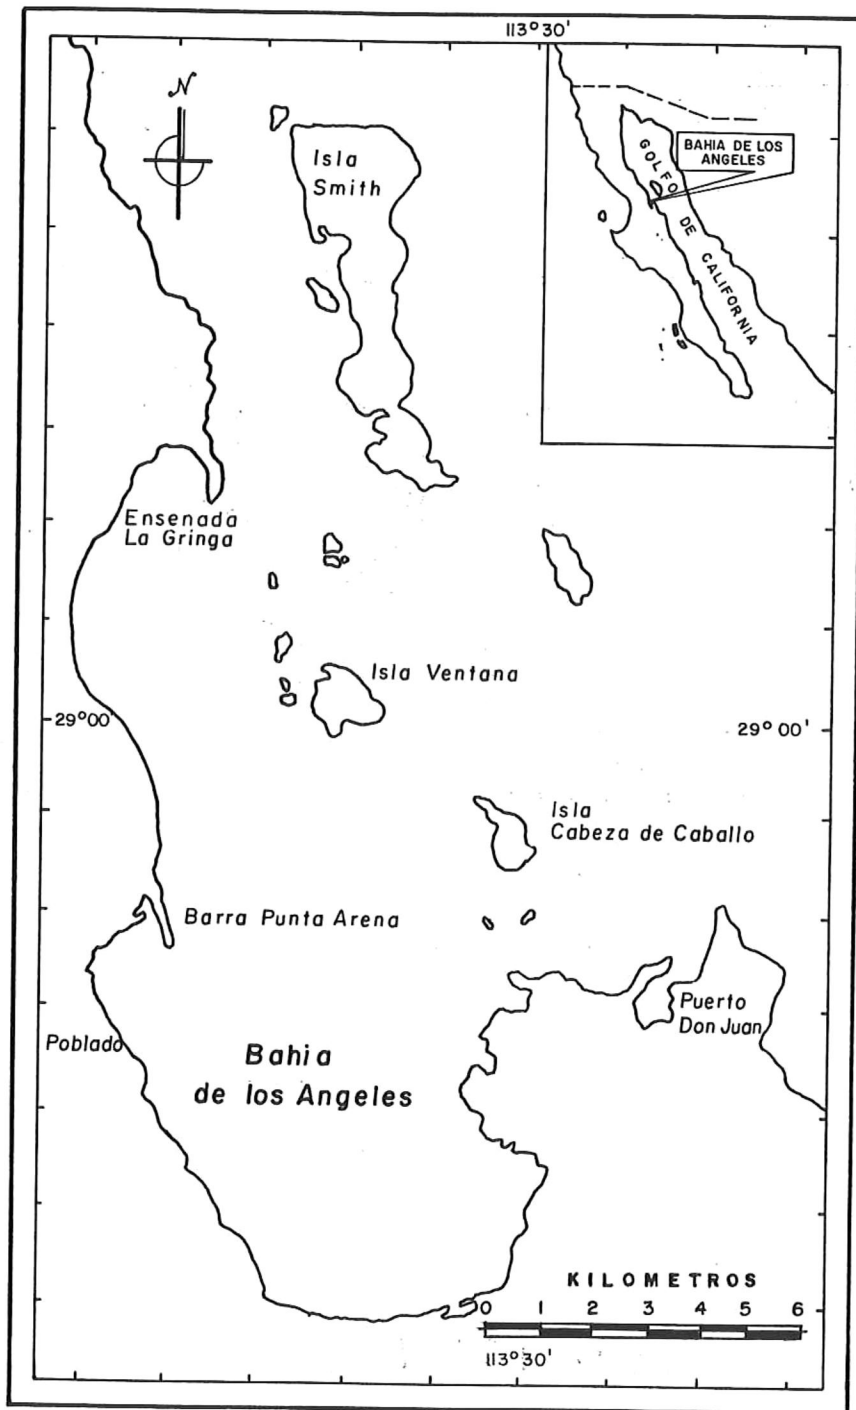 113°30'
N
Isla
Smith
BAHIA DE LOS
ANGELES
GOLFO DE CALIFORNIA
Ensenada
La Gringa
Isla Ventana
29°00'
29°00'
Isla
Cabeza de Caballo
Barra Punta Arena
Puerto
Don Juan
Poblado
Bahia
de los Angeles
KILOMETROS
0 1 2 3 4 5 6
113°30'